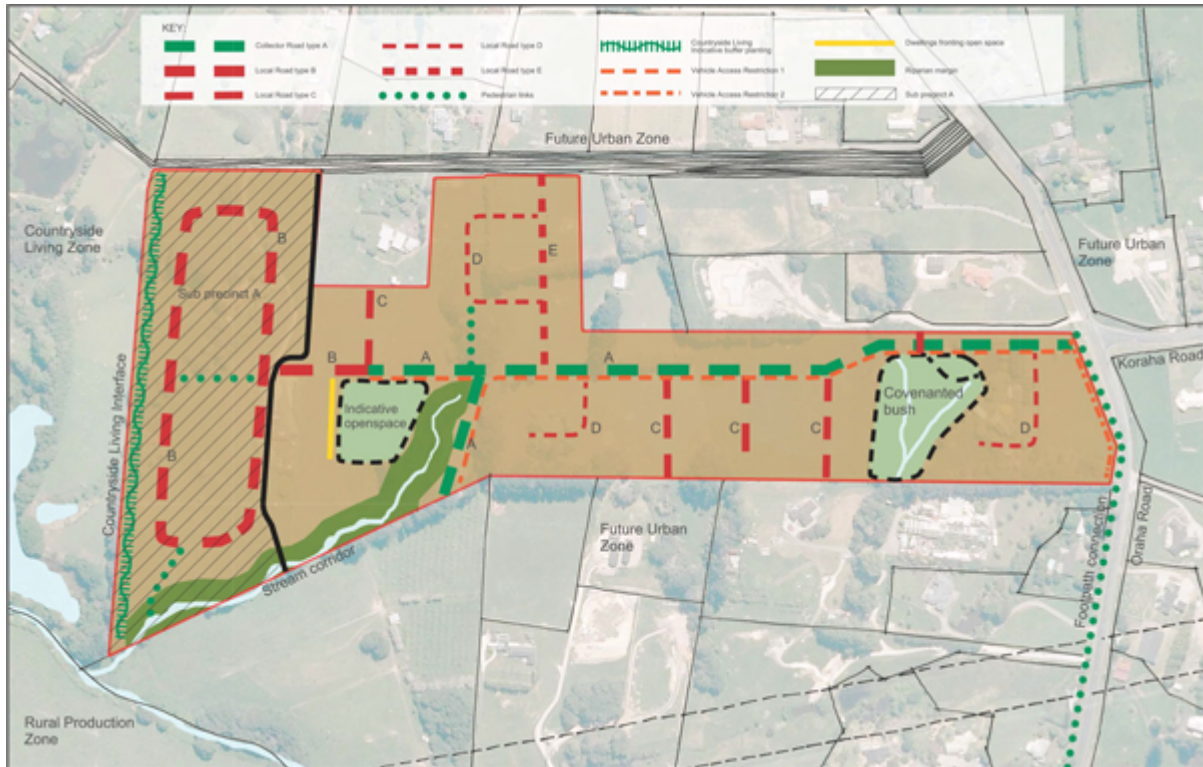 KEY:
Collector Road type A
Local Road type B
Local Road type C
Local Road type D
Local Road type E
Pedestrian links
Countryside Living
Indicative buffer planting
Vehicle Access Restriction 1
Vehicle Access Restriction 2
Dwellings fronting open space
Riparian margin
Sub precinct A
Future Urban Zone
Countryside
Living Zone
Future Urban
Zone
B
Sub precinct A
D
E
C
B
A
A
Koraha Road
Indicative
openspace
Covenanted
bush
A
D
C
C
C
D
B
Countryside Living Interface
Stream corridor
Future Urban
Zone
Footpath connection
Oraha Road
Rural Production
Zone